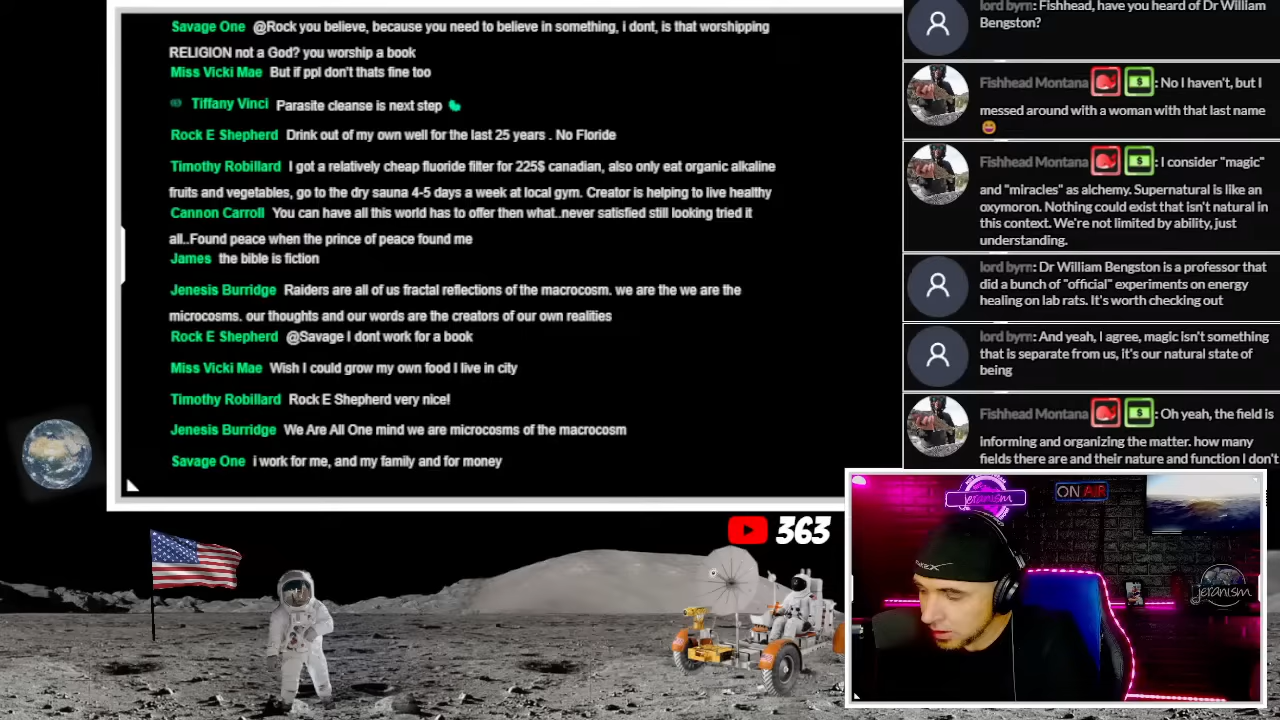 Savage One @Rock you believe, because you need to believe in something, i dont, is that worshipping
RELIGION not a God? you worship a book
Miss Vicki Mae But if ppl don't thats fine too
Tiffany Vinci Parasite cleanse is next step
Rock E Shepherd Drink out of my own well for the last 25 years . No Floride
Timothy Robillard I got a relatively cheap fluoride filter for 225$ canadian, also only eat organic alkaline
fruits and vegetables, go to the dry sauna 4-5 days a week at local gym. Creator is helping to live healthy
Cannon Carroll You can have all this world has to offer then what..never satisfied still looking tried it
all..Found peace when the prince of peace found me
James the bible is fiction
Jenesis Burridge Raiders are all of us fractal reflections of the macrocosm. we are the we are the
microcosms. our thoughts and our words are the creators of our own realities
Rock E Shepherd @Savage I dont work for a book
Miss Vicki Mae Wish I could grow my own food I live in city
Timothy Robillard Rock E Shepherd very nice!
Jenesis Burridge We Are All One mind we are microcosms of the macrocosm
Savage One i work for me, and my family and for money
lord byrn: Fishhead, have you heard of Dr William
Bengston?
Fishhead Montana : No I haven't, but I
messed around with a woman with that last name
Fishhead Montana : I consider "magic"
and "miracles" as alchemy. Supernatural is like an
oxymoron. Nothing could exist that isn't natural in
this context. We're not limited by ability, just
understanding.
lord byrn: Dr William Bengston is a professor that
did a bunch of "official" experiments on energy
healing on lab rats. It's worth checking out
lord byrn: And yeah, I agree, magic isn't something
that is separate from us, it's our natural state of
being
Fishhead Montana : Oh yeah, the field is
informing and organizing the matter. how many
fields there are and their nature and function I don't
363
jeranism
ON AIR
jeranism